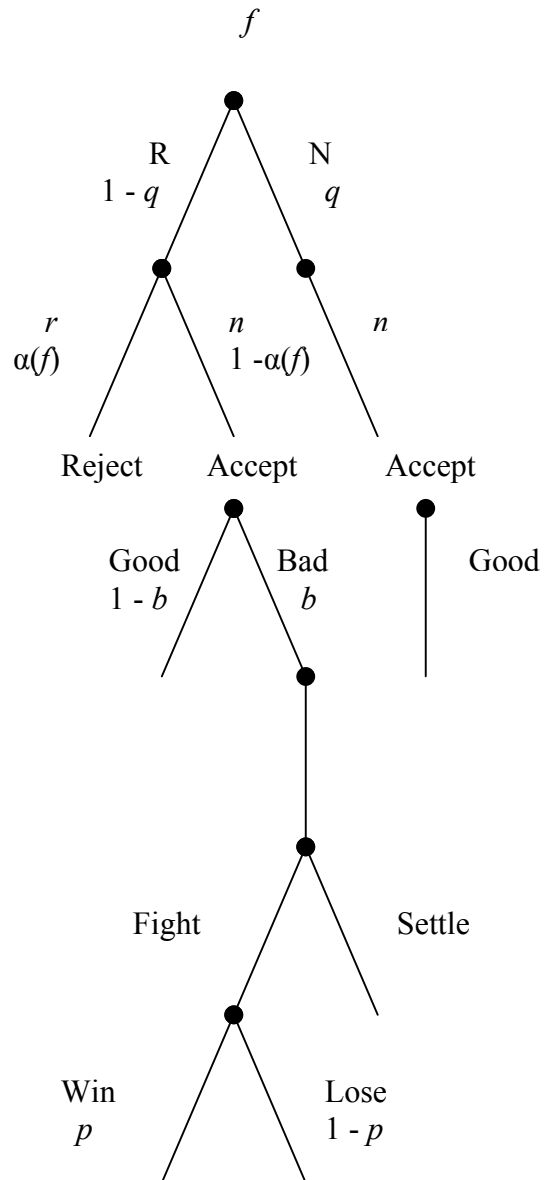 f
R N
1 - q q
r n n
α(f) 1 -α(f)
Reject Accept Accept
Good Bad Good
1 - b b
Fight Settle
Win Lose
p 1 - p